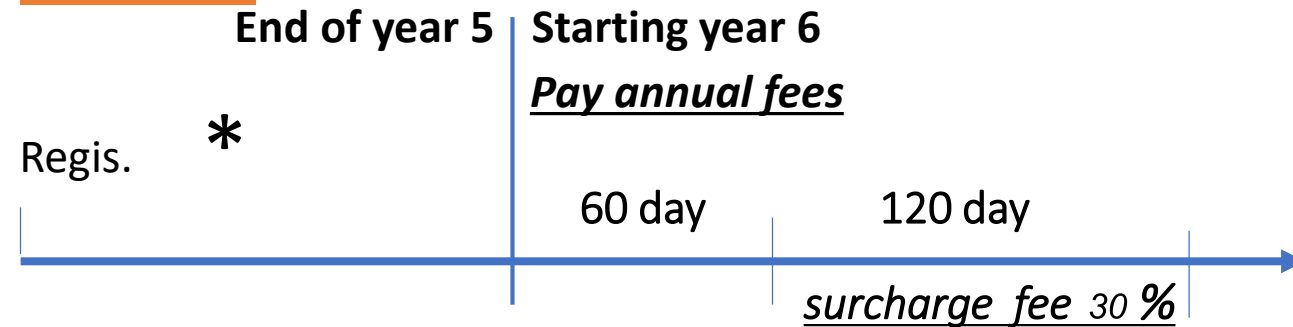 End of year 5 Starting year 6
Pay annual fees
Regis. *
60 day 120 day
surcharge fee 30 %